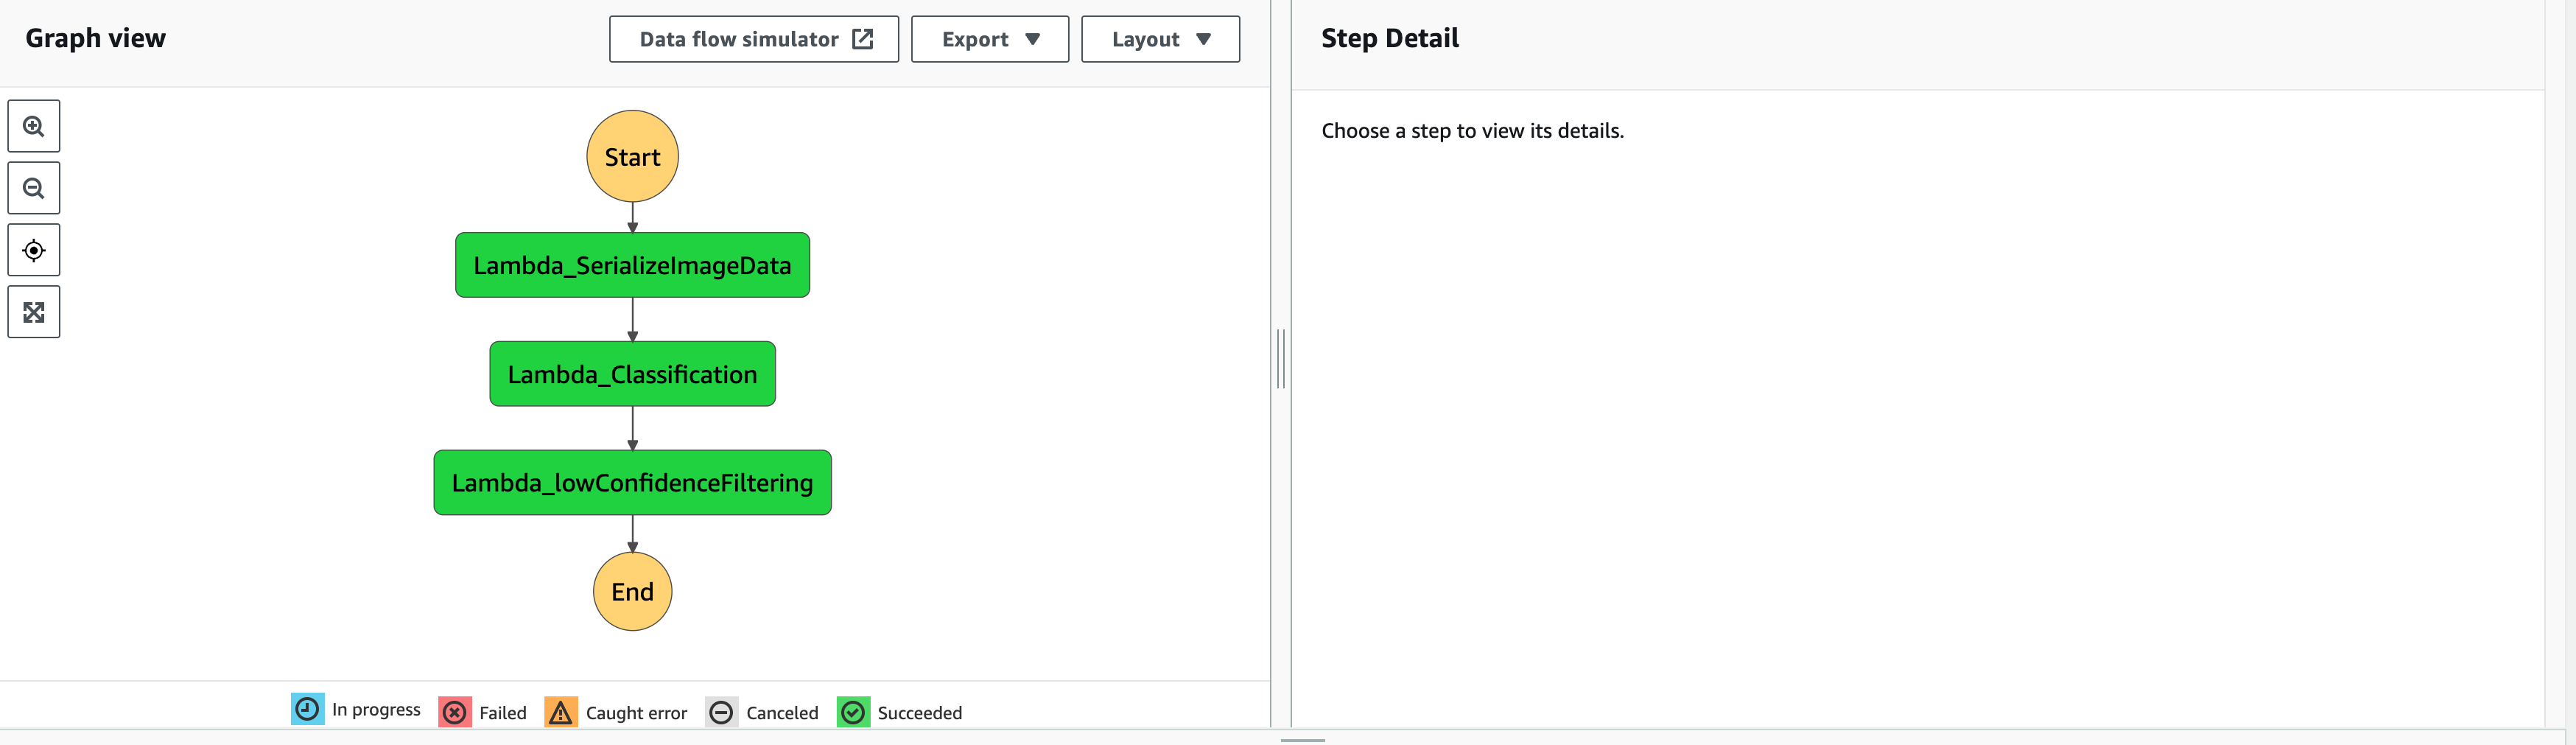 Graph view
Data flow simulator
Export
Layout
Start
Lambda_SerializeImageData
Lambda_Classification
Lambda_lowConfidenceFiltering
End
In progress
Failed
Caught error
Canceled
Succeeded
Step Detail
Choose a step to view its details.